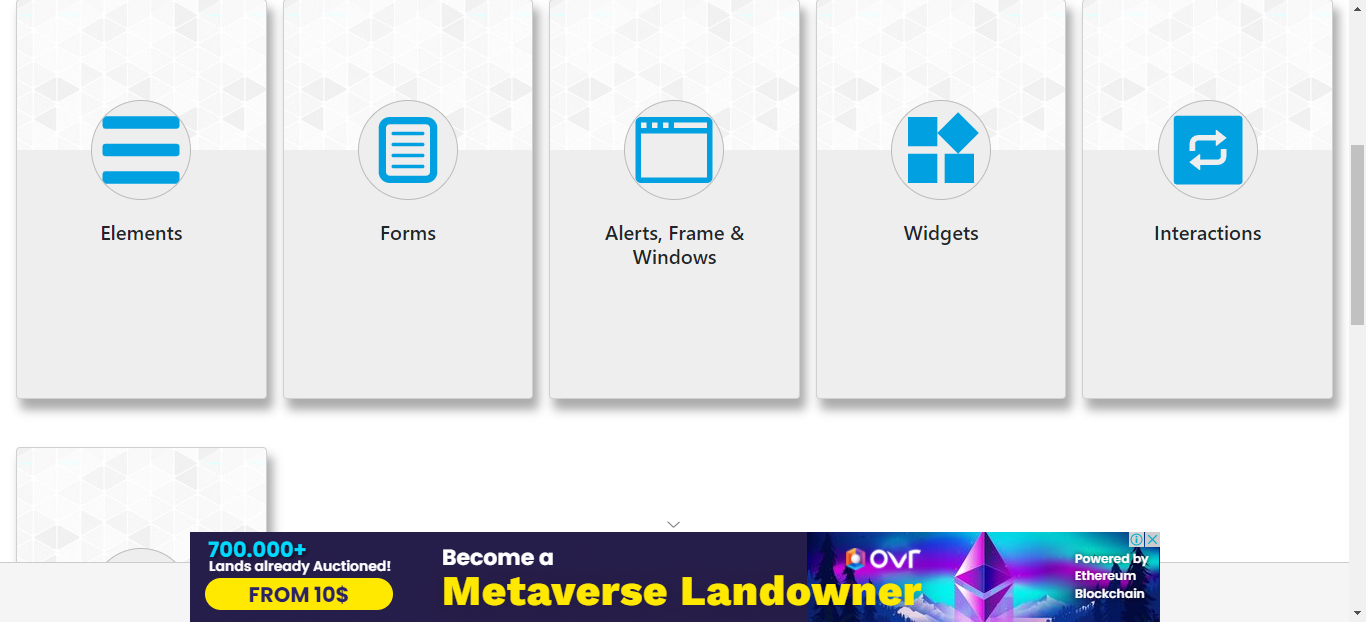 Elements
Forms
Alerts, Frame &
Windows
Widgets
Interactions
700.000+
Lands already Auctioned!
FROM 10$
Become a
Metaverse Landowner
ovr
Powered by
Ethereum
Blockchain